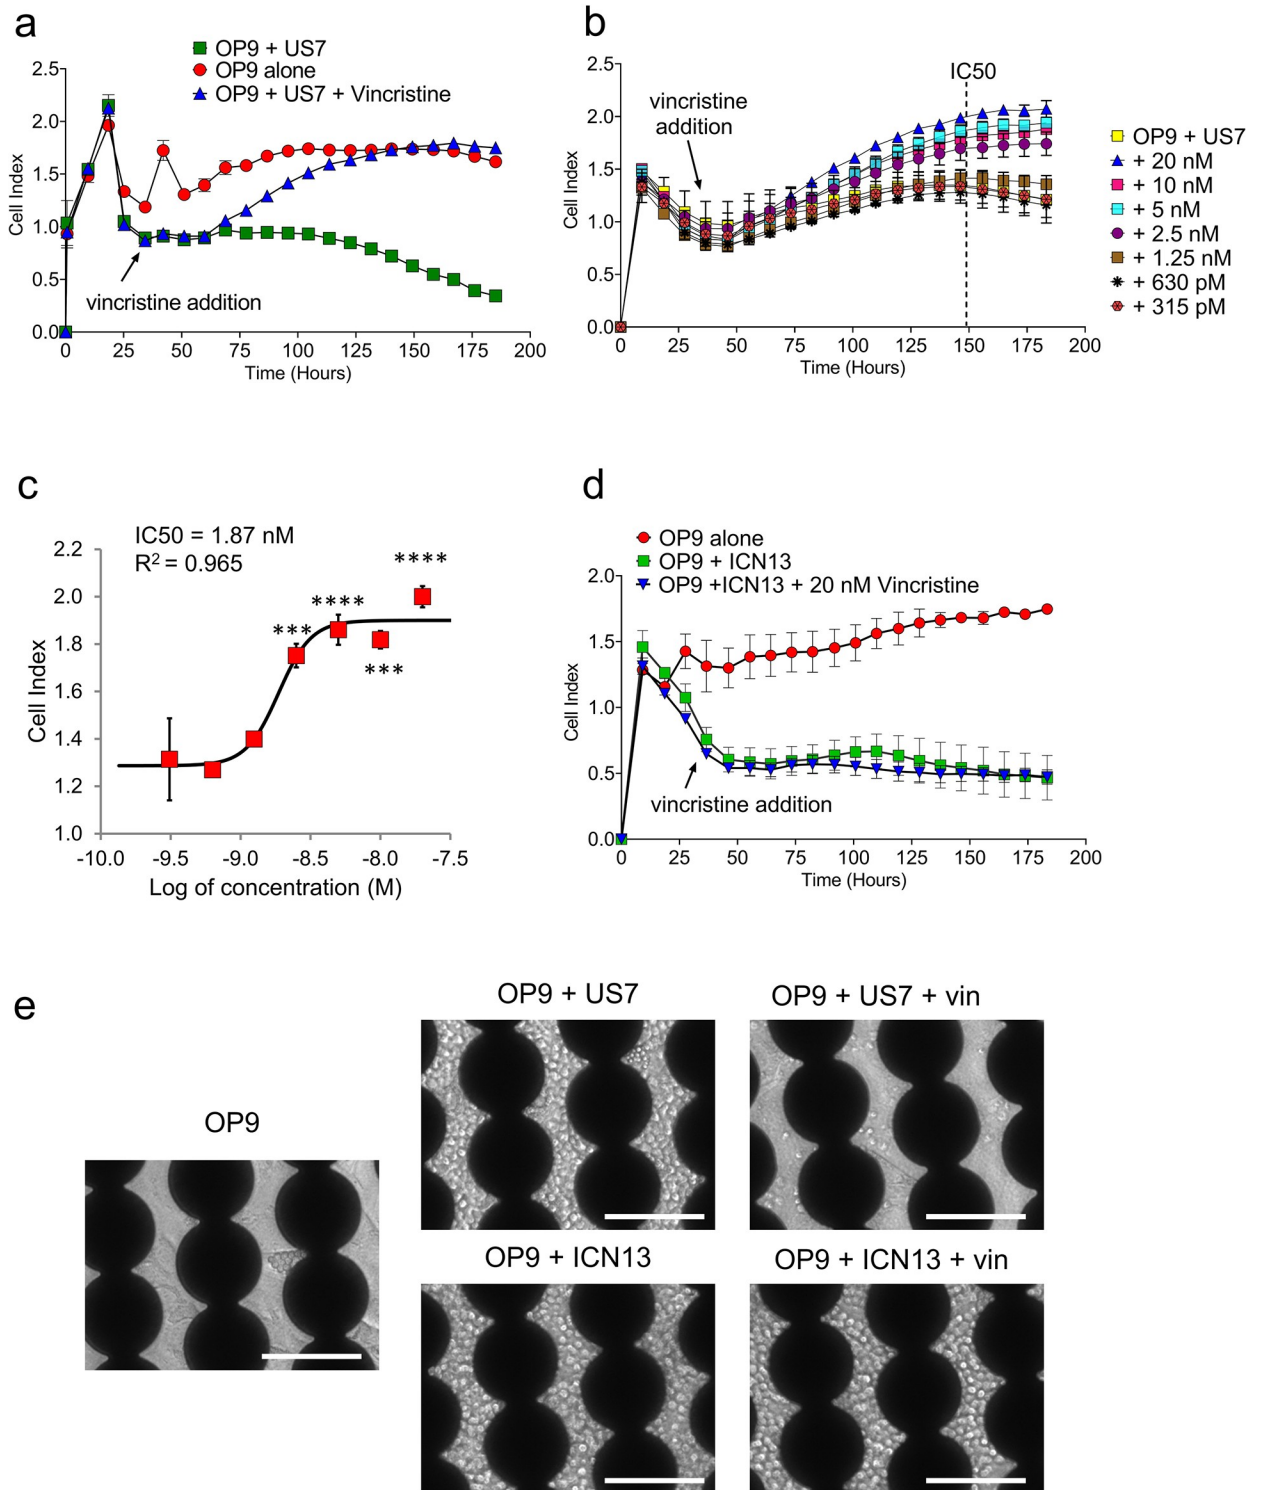 a
OP9 + US7
OP9 alone
OP9 + US7 + Vincristine
2.5
2.0
1.5
1.0
0.5
0.0
Cell Index
vincristine addition
0 25 50 75 100 125 150 175 200
Time (Hours)
b
IC50
vincristine
addition
2.5
2.0
1.5
1.0
0.5
0.0
Cell Index
0 25 50 75 100 125 150 175 200
Time (Hours)
OP9 + US7
+ 20 nM
+ 10 nM
+ 5 nM
+ 2.5 nM
+ 1.25 nM
+ 630 pM
+ 315 pM
c
IC50 = 1.87 nM
R2 = 0.965
****
****
***
***
2.2
2.0
1.8
1.6
1.4
1.2
1.0
Cell Index
-10.0 -9.5 -9.0 -8.5 -8.0 -7.5
Log of concentration (M)
d
OP9 alone
OP9 + ICN13
OP9 +ICN13 + 20 nM Vincristine
2.0
1.5
1.0
0.5
0.0
Cell Index
vincristine addition
0 25 50 75 100 125 150 175 200
Time (Hours)
e
OP9
OP9 + US7
OP9 + US7 + vin
OP9 + ICN13
OP9 + ICN13 + vin